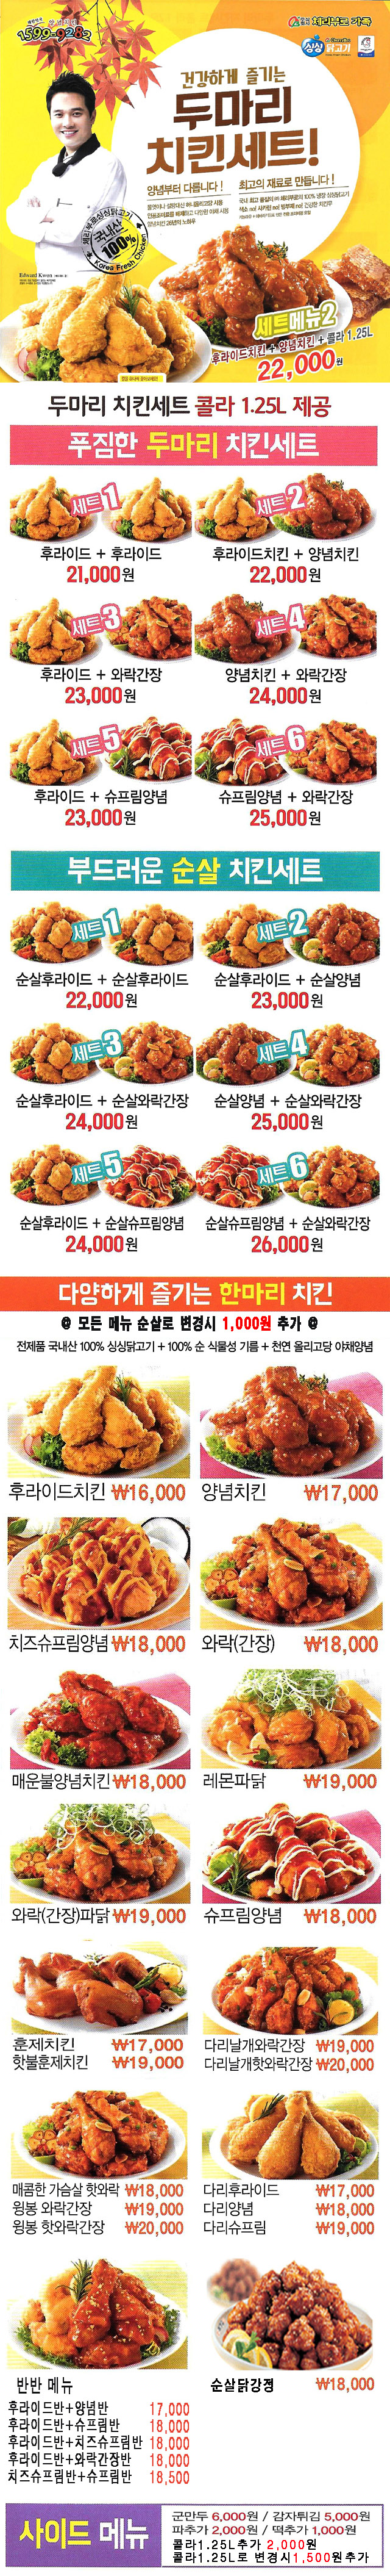 양념치킨
1599-9282
체리부로 가족
싱싱 닭고기
건강하게 즐기는
두마리
치킨세트!
양념부터 다릅니다!
최고의 재료로 만듭니다!
체리부로싱싱닭고기
국내산
100%
Korea Fresh Chicken
Edward Kwon
세트메뉴2
후라이드치킨 + 양념치킨 + 콜라 1.25L
22,000원
두마리 치킨세트 콜라 1.25L 제공
푸짐한 두마리 치킨세트
세트1 세트2
후라이드 + 후라이드 후라이드치킨 + 양념치킨
21,000원 22,000원
세트3 세트4
후라이드 + 와락간장 양념치킨 + 와락간장
23,000원 24,000원
세트5 세트6
후라이드 + 슈프림양념 슈프림양념 + 와락간장
23,000원 25,000원
부드러운 순살 치킨세트
세트1 세트2
순살후라이드 + 순살후라이드 순살후라이드 + 순살양념
22,000원 23,000원
세트3 세트4
순살후라이드 + 순살와락간장 순살양념 + 순살와락간장
24,000원 25,000원
세트5 세트6
순살후라이드 + 순살슈프림양념 순살슈프림양념 + 순살와락간장
24,000원 26,000원
다양하게 즐기는 한마리 치킨
@ 모든 메뉴 순살로 변경시 1,000원 추가 @
전제품 국내산 100% 싱싱닭고기 + 100% 순 식물성 기름 + 천연 올리고당 야채양념
후라이드치킨 ₩16,000 양념치킨 ₩17,000
치즈슈프림양념 ₩18,000 와락(간장) ₩18,000
매운불양념치킨 ₩18,000 레몬파닭 ₩19,000
와락(간장)파닭 ₩19,000 슈프림양념 ₩18,000
훈제치킨 ₩17,000 다리날개와락간장 ₩19,000
핫불훈제치킨 ₩19,000 다리날개핫와락간장 ₩20,000
매콤한 가슴살 핫와락 ₩18,000 다리후라이드 ₩17,000
윙봉 와락간장 ₩19,000 다리양념 ₩18,000
윙봉 핫와락간장 ₩20,000 다리슈프림 ₩19,000
반반 메뉴 순살닭강정 ₩18,000
후라이드반+양념반 17,000
후라이드반+슈프림반 18,000
후라이드반+치즈슈프림반 18,000
후라이드반+와락간장반 18,000
치즈슈프림반+슈프림반 18,500
사이드 메뉴
군만두 6,000원 / 감자튀김 5,000원
파추가 2,000원 / 떡추가 1,000원
콜라1.25L추가 2,000원
콜라1.25L로 변경시1,500원추가